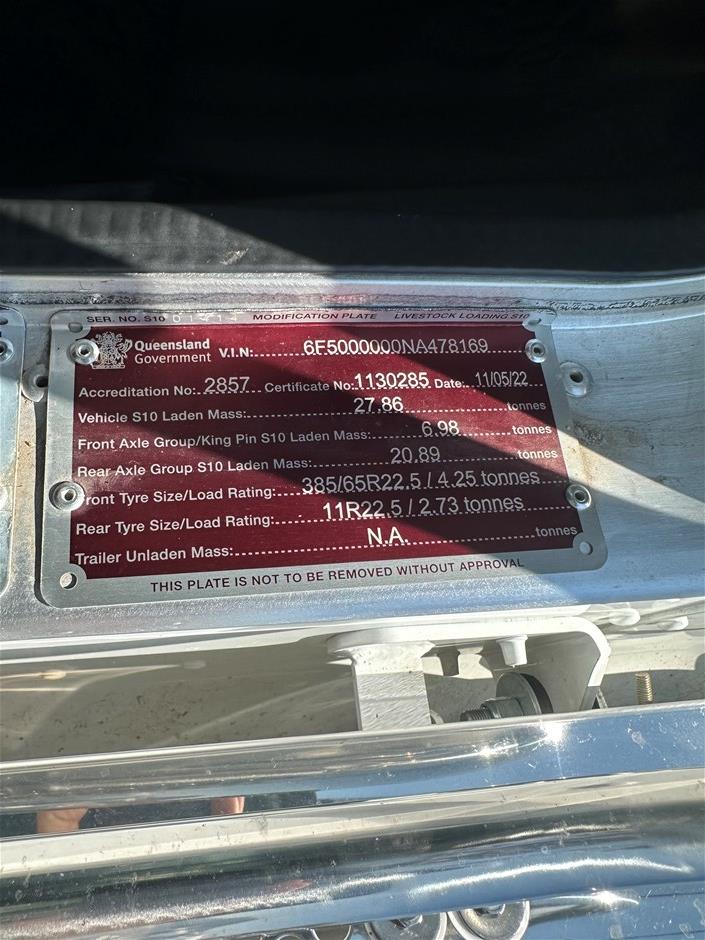 SER. NO. S10 MODIFICATION PLATE LIVESTOCK LOADING S10
Queensland Government V.I.N: 6F5000000NA478169
Accreditation No: 2857 Certificate No: 1130285 Date: 11/05/22
Vehicle S10 Laden Mass: 27.86 tonnes
Front Axle Group/King Pin S10 Laden Mass: 6.98 tonnes
Rear Axle Group S10 Laden Mass: 20.89 tonnes
Front Tyre Size/Load Rating: 385/65R22.5 / 4.25 tonnes
Rear Tyre Size/Load Rating: 11R22.5 / 2.73 tonnes
Trailer Unladen Mass: N.A. tonnes
THIS PLATE IS NOT TO BE REMOVED WITHOUT APPROVAL